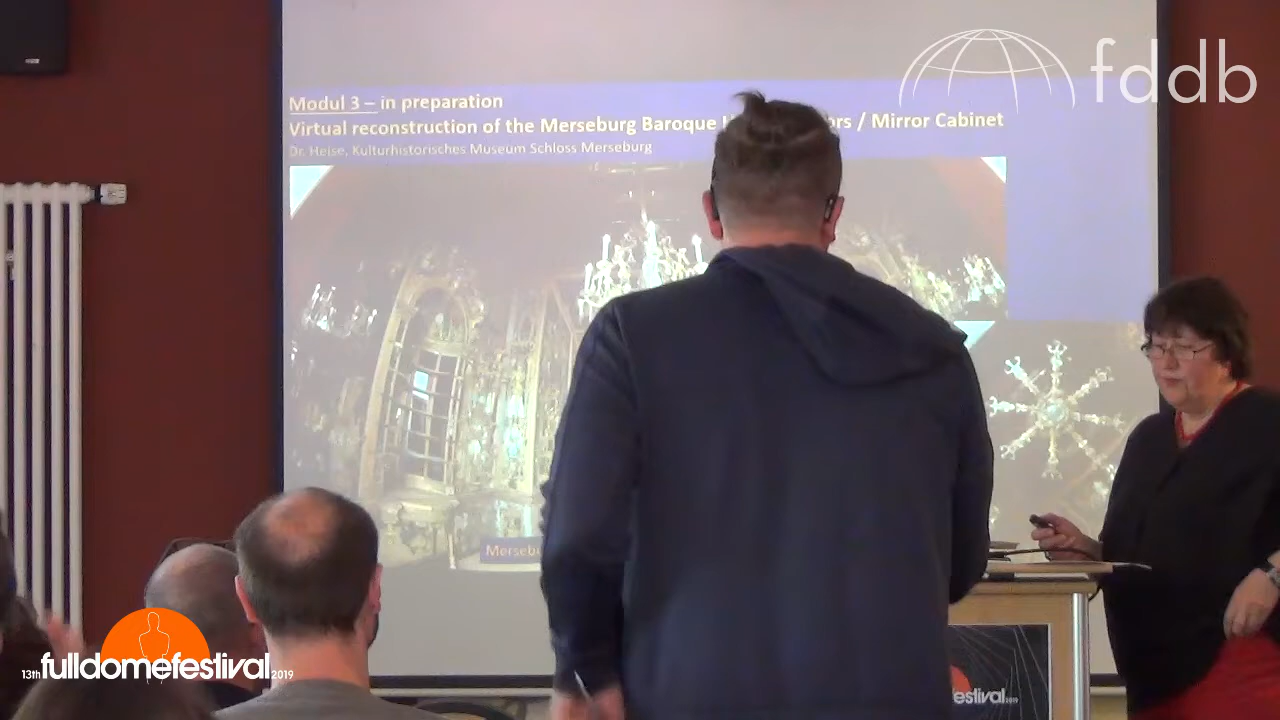 fddb
Modul 3 – in preparation
Virtual reconstruction of the Merseburg Baroque / Mirror Cabinet
Dr. Heise, Kulturhistorisches Museum Schloss Merseburg
13th fulldomefestival 2019